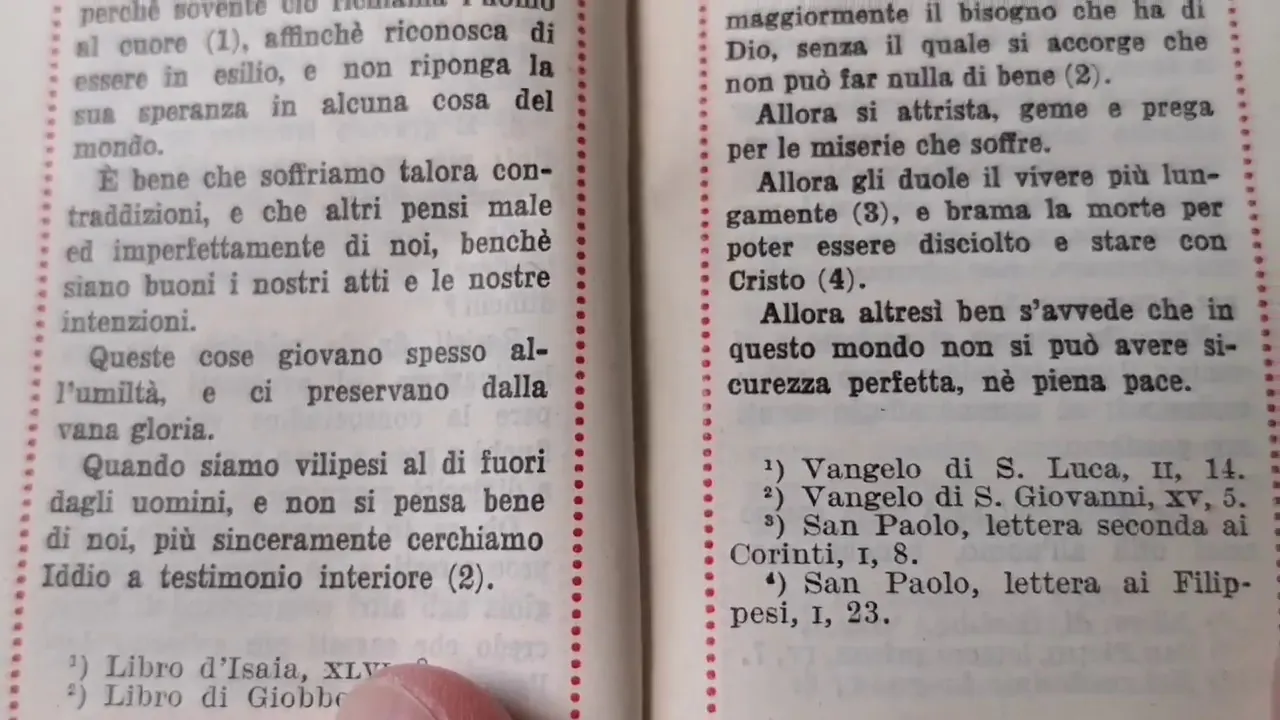 perchè sovente ciò richiama l'uomo
al cuore (1), affinchè riconosca di
essere in esilio, e non riponga la
sua speranza in alcuna cosa del
mondo.
È bene che soffriamo talora con-
traddizioni, e che altri pensi male
ed imperfettamente di noi, benchè
siano buoni i nostri atti e le nostre
intenzioni.
Queste cose giovano spesso al-
l'umiltà, e ci preservano dalla
vana gloria.
Quando siamo vilipesi al di fuori
dagli uomini, e non si pensa bene
di noi, più sinceramente cerchiamo
Iddio a testimonio interiore (2).
¹) Libro d'Isaia,
²) Libro di Giobbe
maggiormente il bisogno che ha di
Dio, senza il quale si accorge che
non può far nulla di bene (2).
Allora si attrista, geme e prega
per le miserie che soffre.
Allora gli duole il vivere più lun-
gamente (3), e brama la morte per
poter essere disciolto e stare con
Cristo (4).
Allora altresì ben s'avvede che in
questo mondo non si può avere si-
curezza perfetta, nè piena pace.
¹) Vangelo di S. Luca, II, 14.
²) Vangelo di S. Giovanni, XV, 5.
³) San Paolo, lettera seconda ai
Corinti, I, 8.
⁴) San Paolo, lettera ai Filip-
pesi, I, 23.